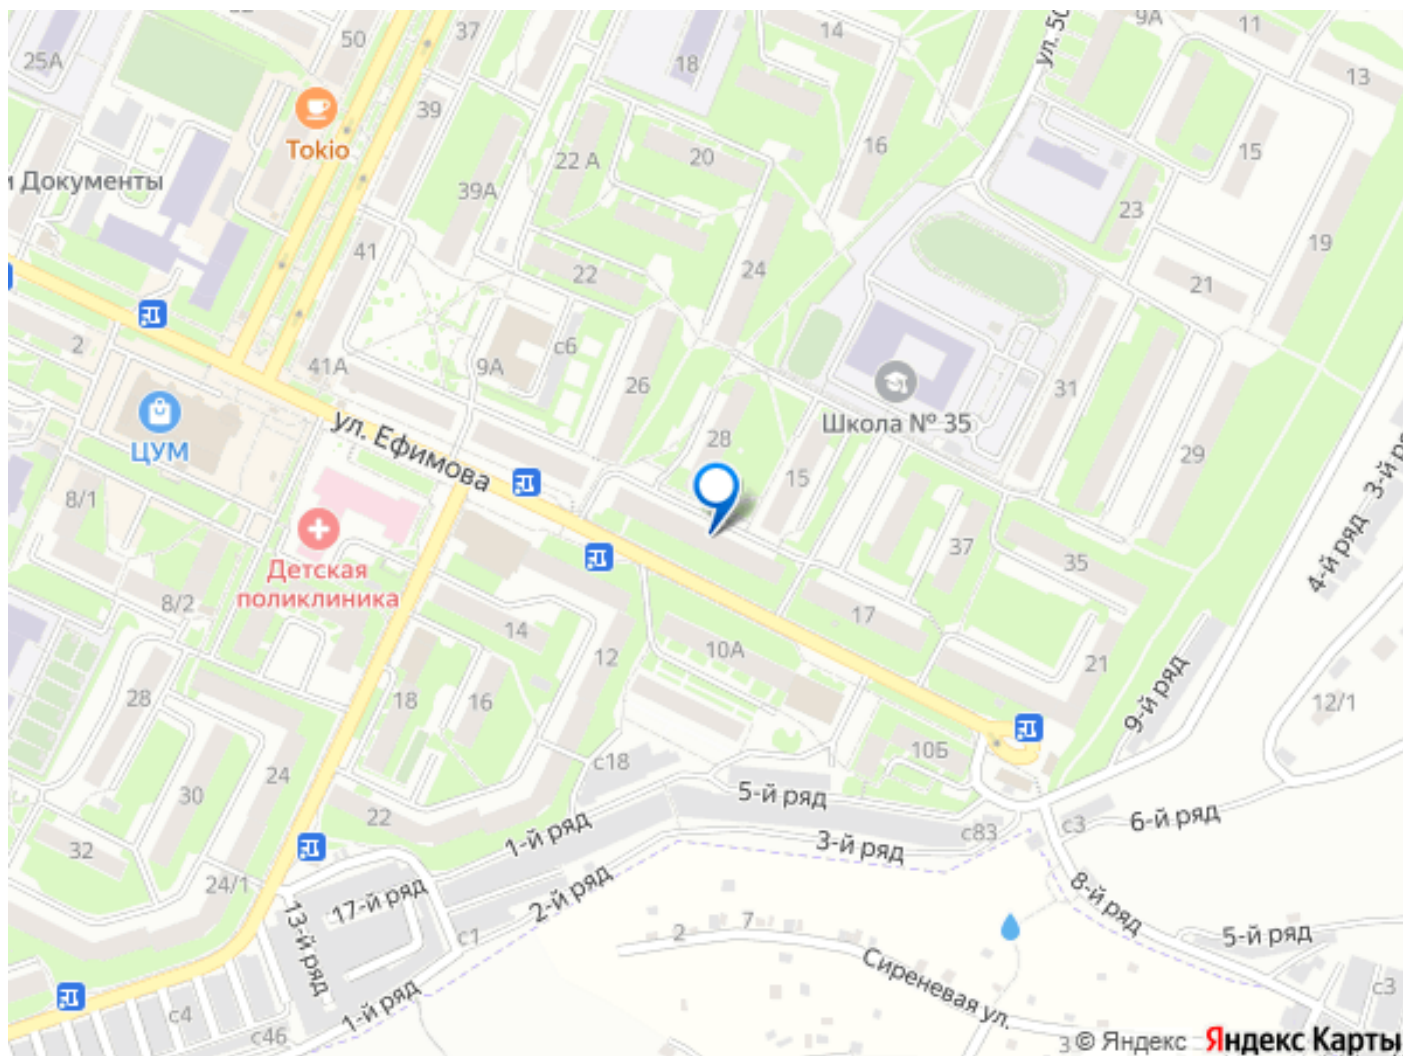 9А
11
50
37
14
ул. 50
25А
18
13
39
Tokio
16
15
20
22 А
и Документы
39А
23
41
19
22
24
21
2
с6
41А
9А
26
31
Школа № 35
ЦУМ
ул. Ефимова
28
29
15
3-й р
8/1
37
4-й ряд
35
Детская
поликлиника
8/2
17
14
12
10А
21
28
18
16
9-й ряд
12/1
10Б
с18
24
30
5-й ряд
22
с83
с3
6-й ряд
1-й ряд
3-й ряд
32
24/1
17-й ряд
2-й ряд
8-й ряд
13-й ряд
с1
2
7
5-й ряд
Сиреневая ул.
с3
с4
1-й ряд
с46
3
© Яндекс Яндекс Карты